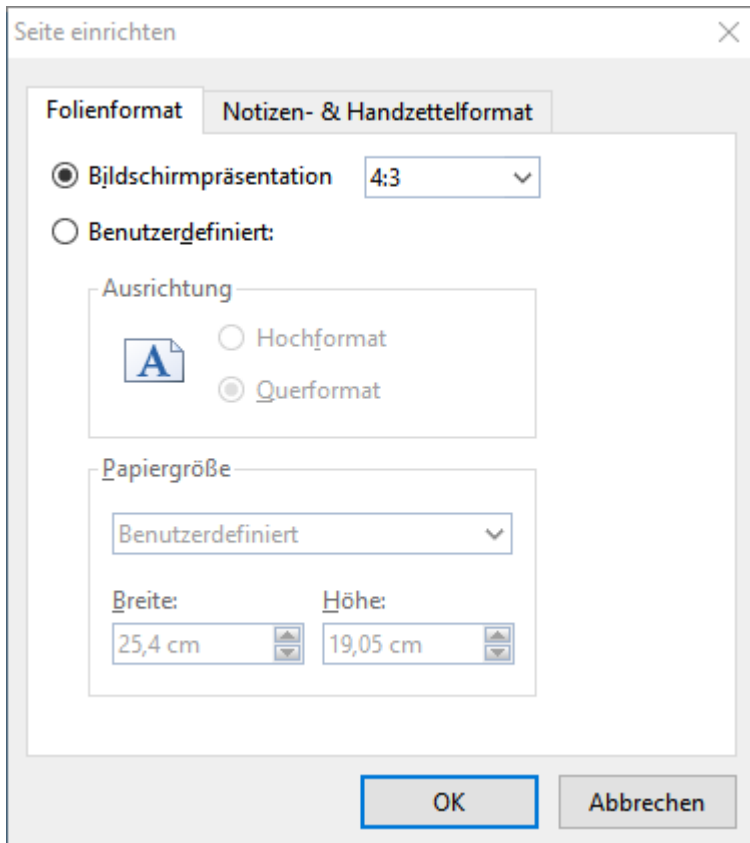 Seite einrichten
Folienformat Notizen- & Handzettelformat
Bildschirmpräsentation 4:3
Benutzerdefiniert:
Ausrichtung
A
Hochformat
Querformat
Papiergröße
Benutzerdefiniert
Breite: Höhe:
25,4 cm 19,05 cm
OK Abbrechen